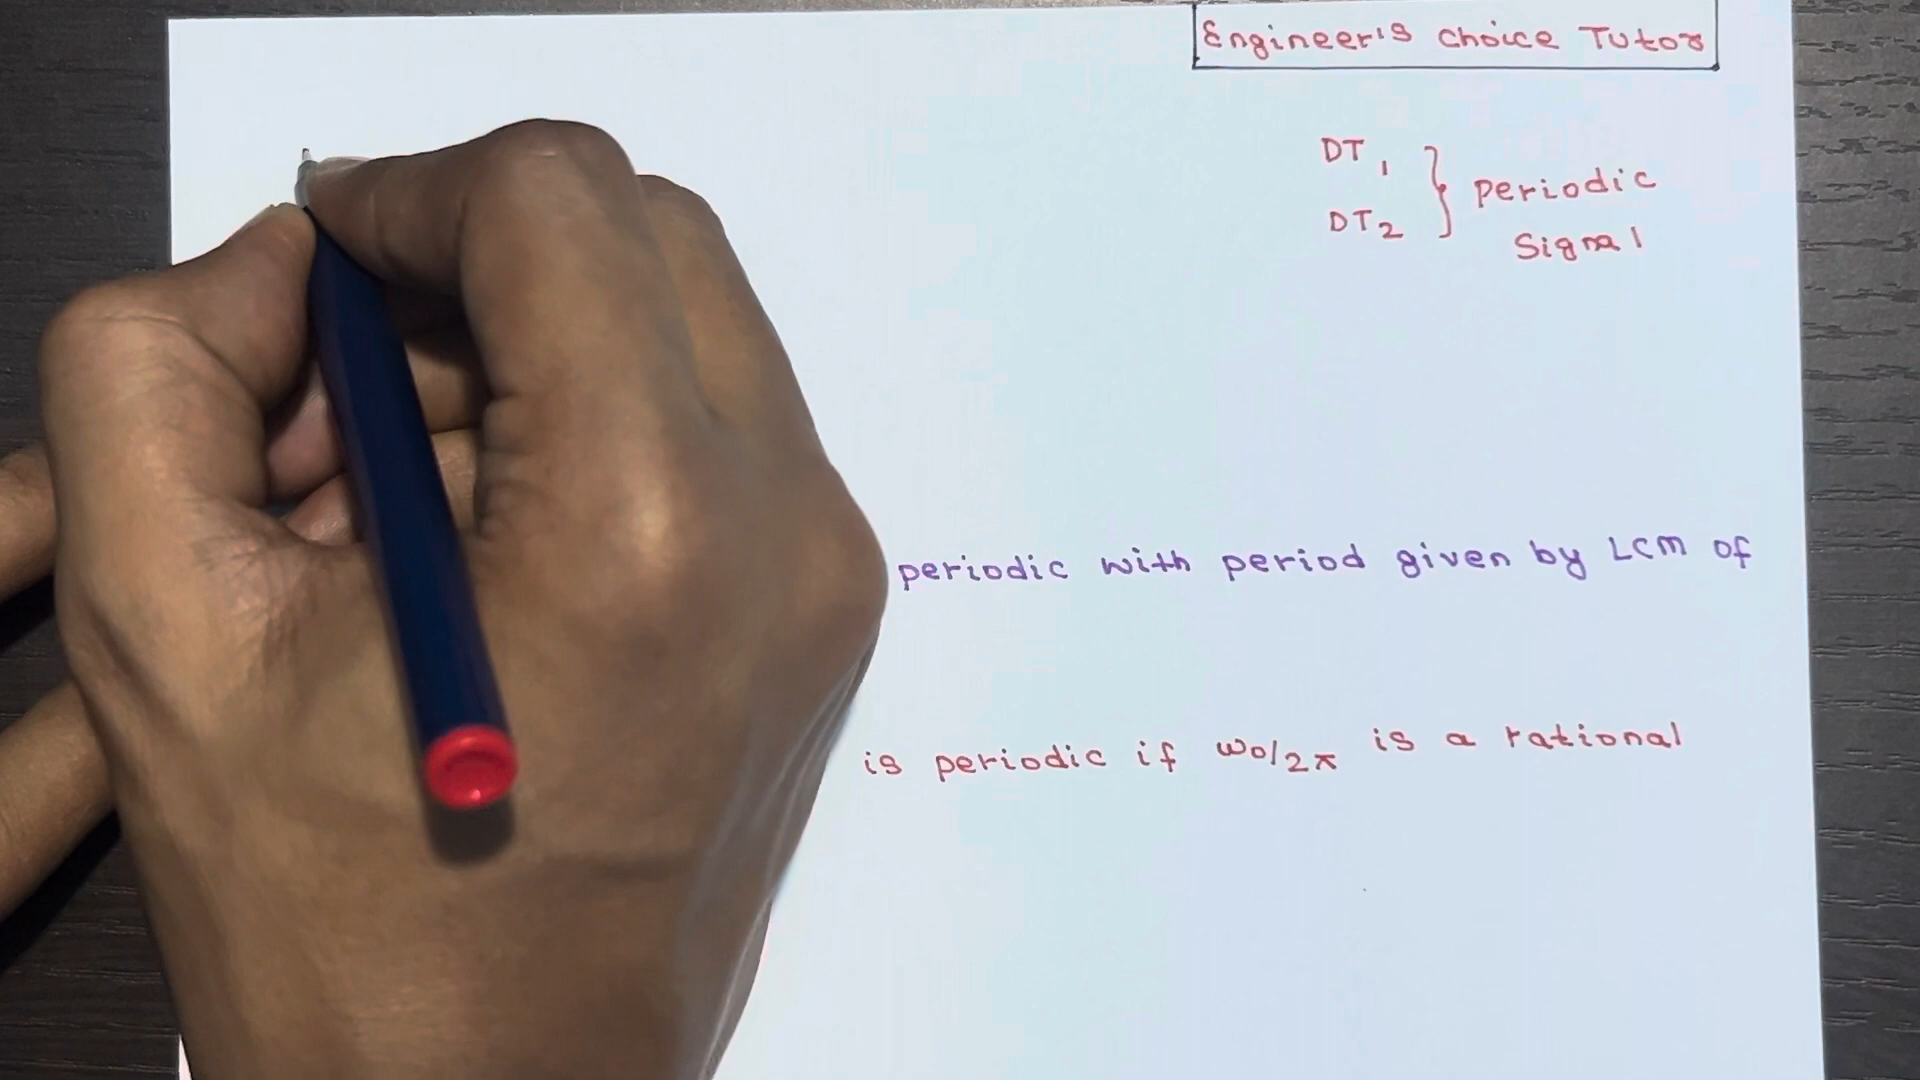 Engineer's Choice Tutor
DT1
DT2
Periodic
Signal
periodic with period given by LCM of
is periodic if ω0/2π is a rational